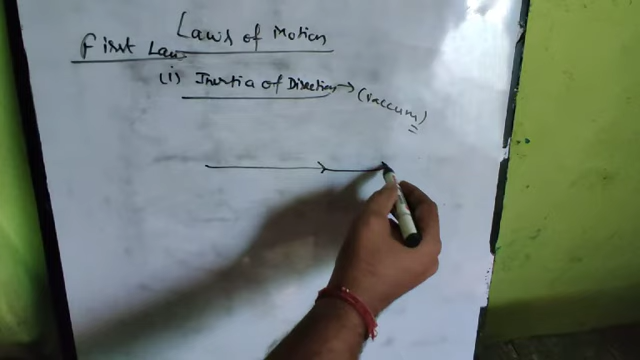 Laws of Motion
First Law
(i) Inertia of Direction → (vaccum)